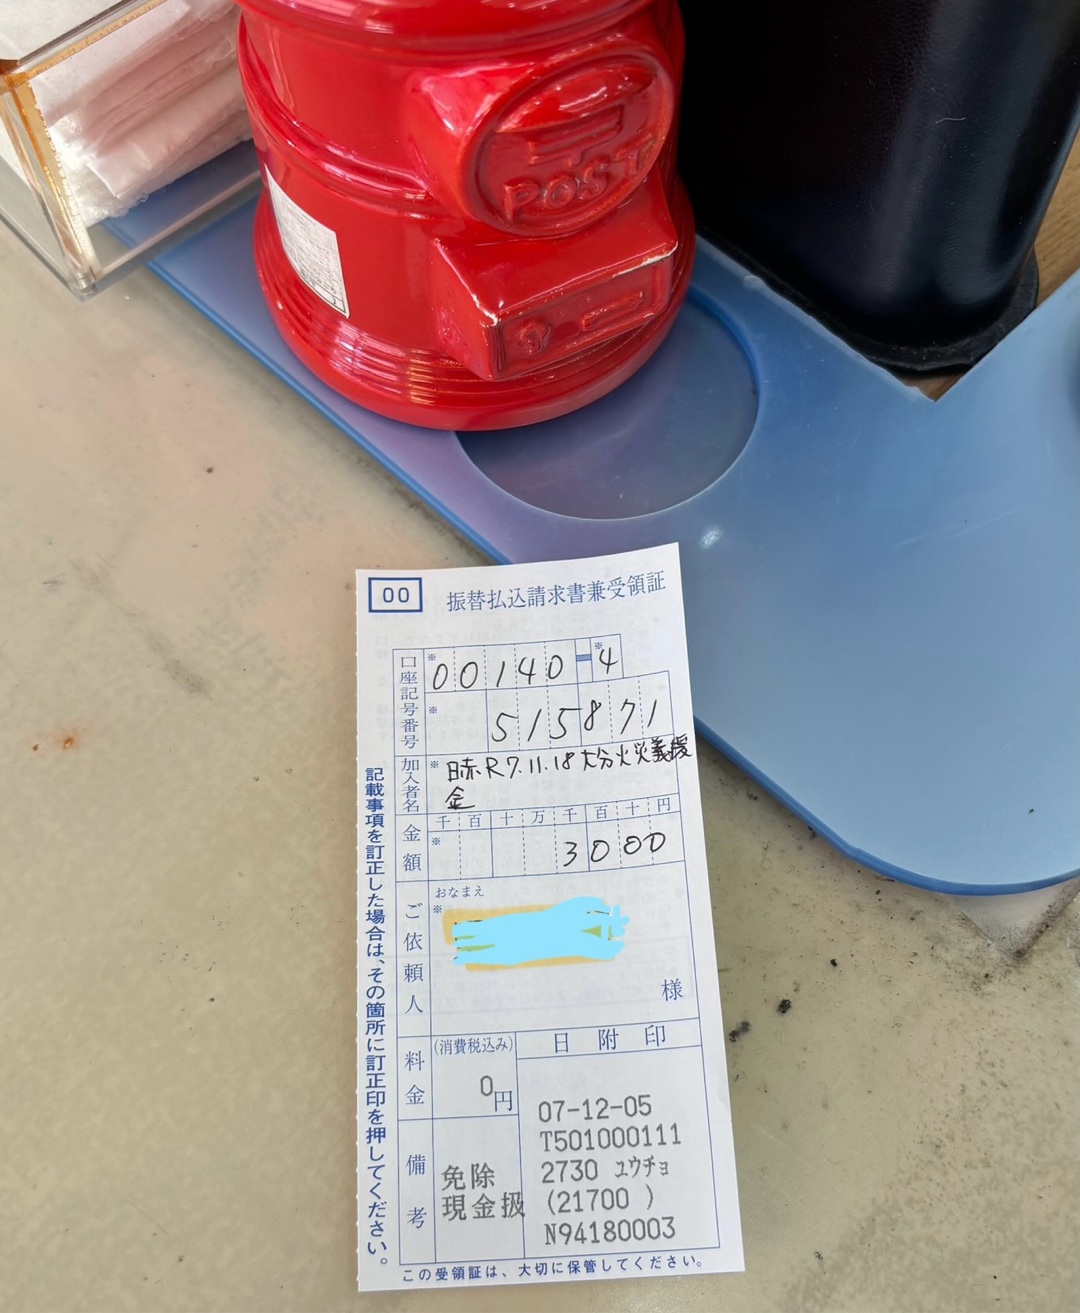 POST
00
振替払込請求書兼受領証
口座記号番号
※ 00140-4 ※
※ 515871
加入者名
※ 日赤R7.11.18大分火災義援
金
金額
千百十万千百十円
※ 3000
ご依頼人
おなまえ
※
様
料金
(消費税込み)
0円
日附印
07-12-05
T501000111
2730 ユウチョ
(21700 )
N94180003
備考
免除
現金扱
記載事項を訂正した場合は、その箇所に訂正印を押してください。
この受領証は、大切に保管してください。